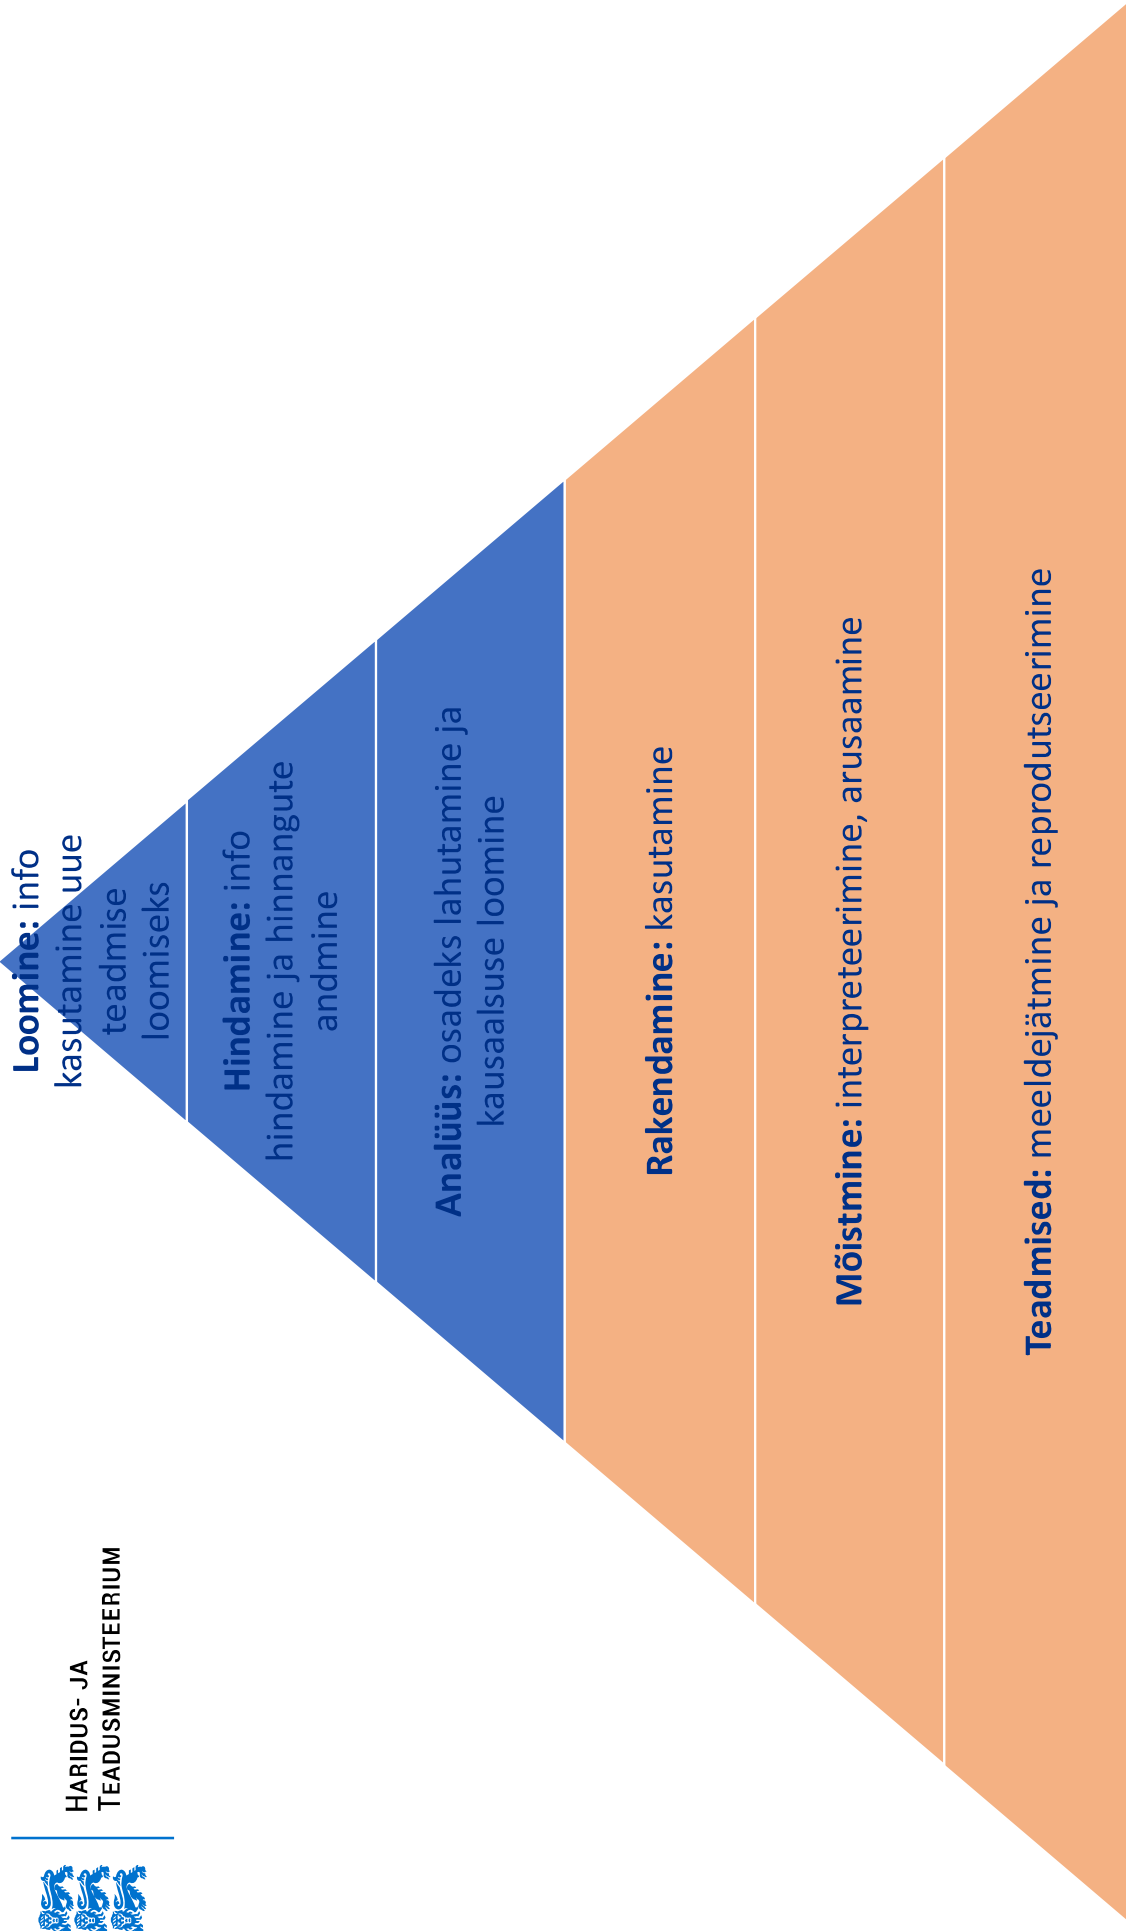 HARIDUS- JA
TEADUSMINISTEERIUM
Loomine: info
kasutamine uue
teadmise
loomiseks
Hindamine: info
hindamine ja hinnangute
andmine
Analüüs: osadeks lahutamine ja
kausaalsuse loomine
Rakendamine: kasutamine
Mõistmine: interpreteerimine, arusaamine
Teadmised: meeldejätmine ja reprodutseerimine